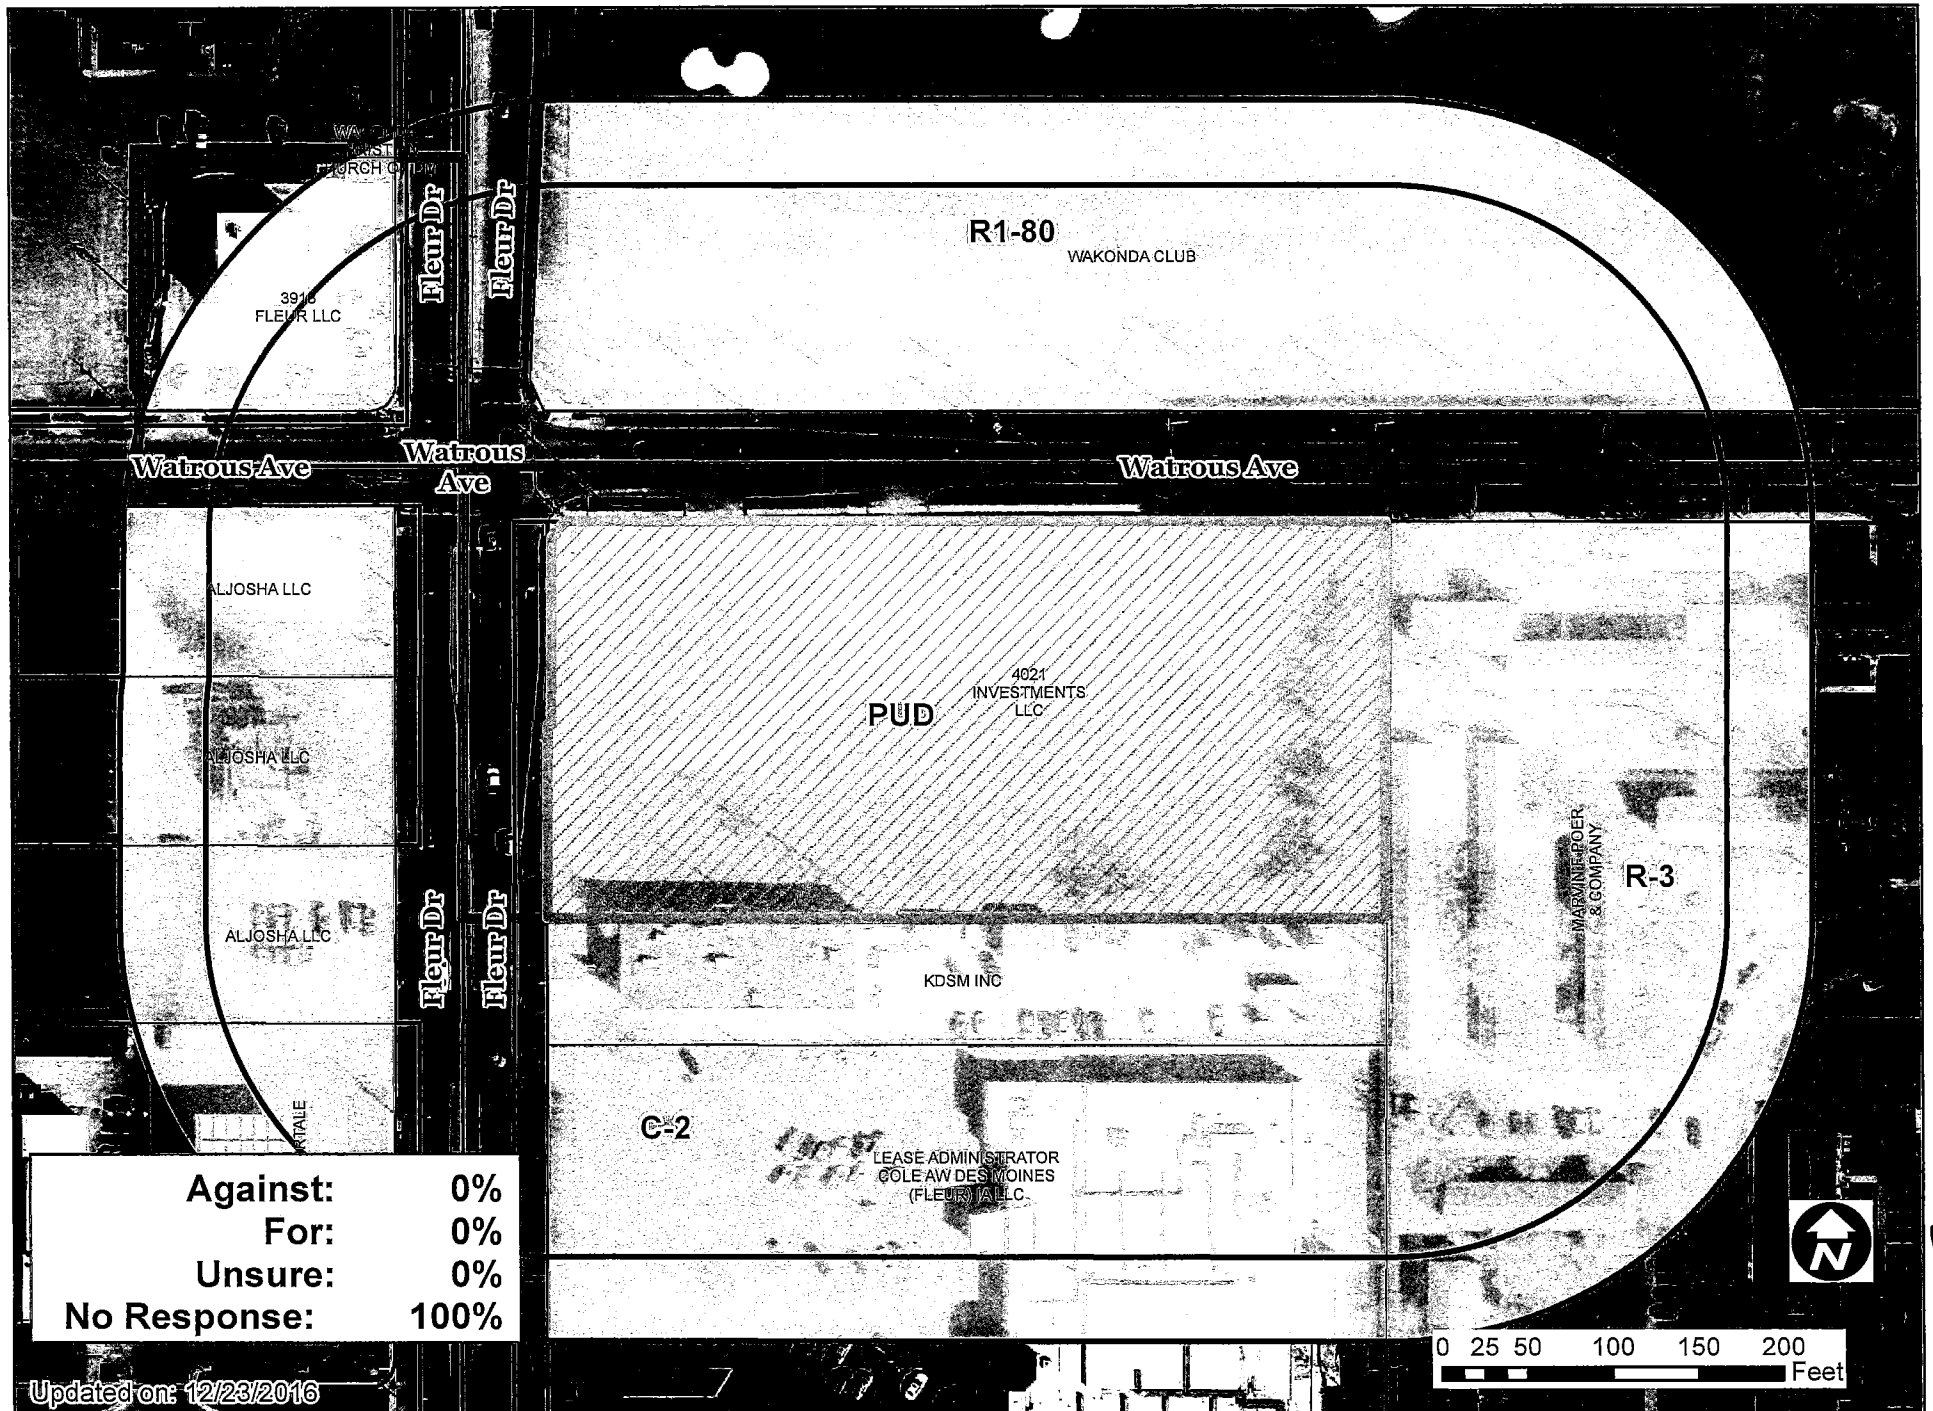 CHURCH OF
Fleur Dr
Fleur Dr
R1-80
WAKONDA CLUB
3918
FLEUR LLC
Watrous Ave
Watrous
Ave
Watrous Ave
ALJOSHA LLC
4021
INVESTMENTS
LLC
PUD
ALJOSHA LLC
MARVIN F POER
& COMPANY
R-3
Fleur Dr
Fleur Dr
ALJOSHA LLC
KDSM INC
C-2
LEASE ADMINISTRATOR
COLE AW DES MOINES
(FLEUR) IA LLC
Against: 0%
For: 0%
Unsure: 0%
No Response: 100%
N
0 25 50 100 150 200
Feet
Updated on: 12/23/2016